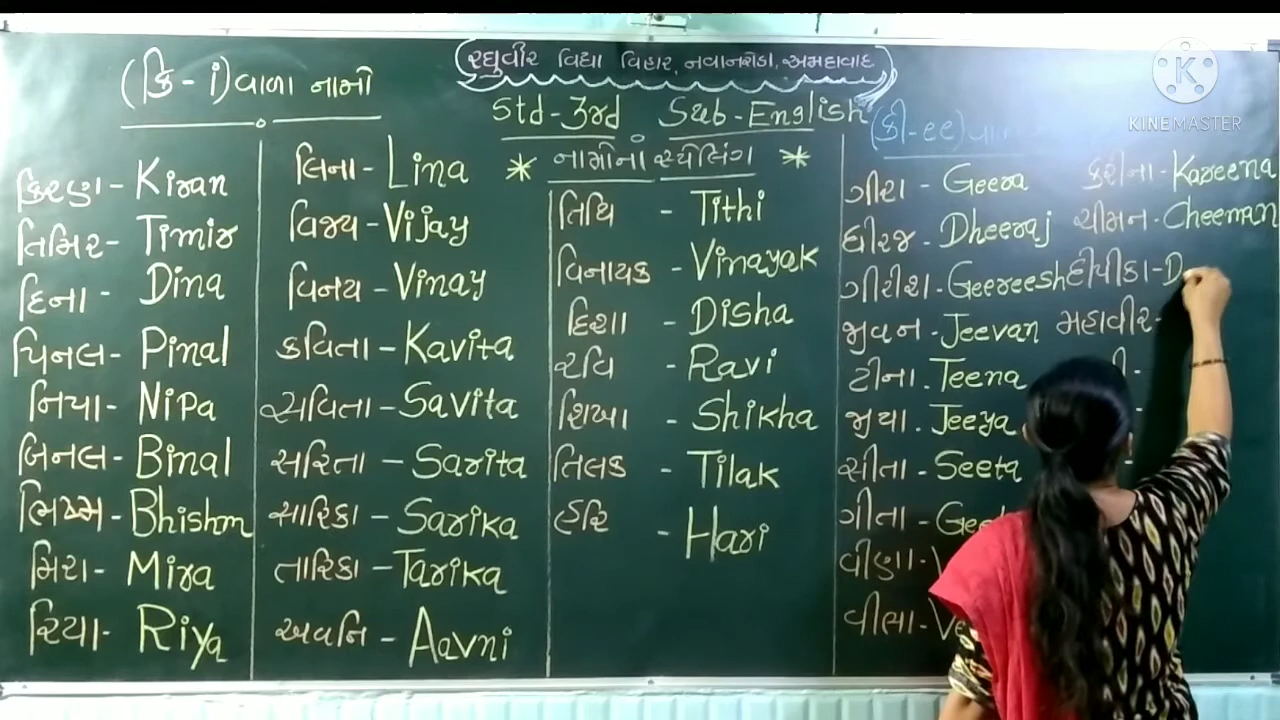 રઘુવીર વિદ્યા વિહાર, નવાનરોડા, અમદાવાદ
Std-3rd Sub-English
* નામોનાં સ્પેલિંગ *
(કિ - i) વાળા નામો
કિરણ - Kiran
તિમિર - Timir
દિના - Dina
પિનલ - Pinal
નિપા - Nipa
બિનલ - Binal
ભિષ્મ - Bhishm
મિરા - Mira
રિયા - Riya
લિના - Lina
વિજય - Vijay
વિનય - Vinay
કવિતા - Kavita
સવિતા - Savita
સરિતા - Sarita
સારિકા - Sarika
તારિકા - Tarika
અવનિ - Aavni
તિથિ - Tithi
વિનાયક - Vinayak
દિશા - Disha
રવિ - Ravi
શિખા - Shikha
તિલક - Tilak
હરિ - Hari
(કી - ee)
ગીરા - Geera
ધીરજ - Dheeraj
ગીરીશ - Geereesh
જીવન - Jeevan
ટીના - Teena
જીયા - Jeeya
સીતા - Seeta
ગીતા - Gee
વીણા - V
વીભા - Ve
કરીના - Kareena
ચીમન - Cheeman
દીપીકા - D
મહાવીર -
KINEMASTER